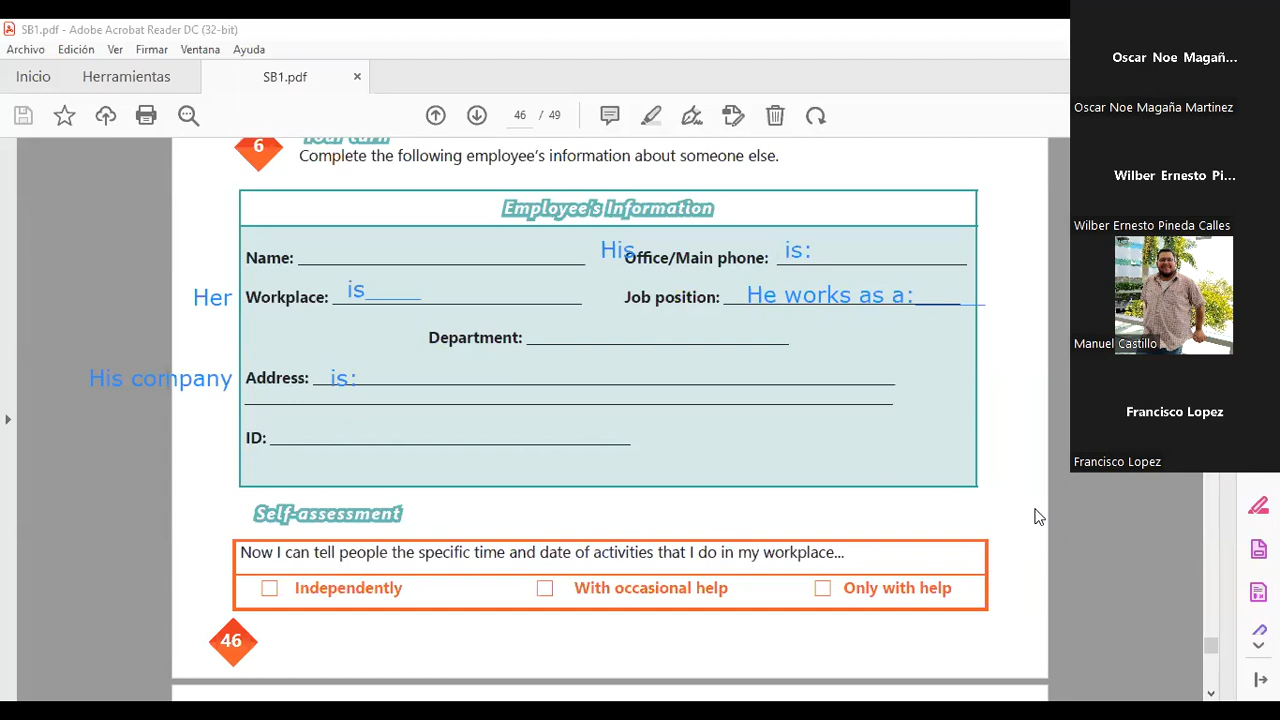 SB1.pdf - Adobe Acrobat Reader DC (32-bit)
Archivo Edición Ver Firmar Ventana Ayuda
Inicio Herramientas SB1.pdf ×
46 / 49
6 Your turn
Complete the following employee's information about someone else.
Employee's Information
Name: His Office/Main phone: is:
Her Workplace: is_____ Job position: He works as a:_____
Department:
His company Address: is:
ID:
Self-assessment
Now I can tell people the specific time and date of activities that I do in my workplace...
Independently With occasional help Only with help
46
Oscar Noe Magañ...
Oscar Noe Magaña Martinez
Wilber Ernesto Pi...
Wilber Ernesto Pineda Calles
Manuel Castillo
Francisco Lopez
Francisco Lopez